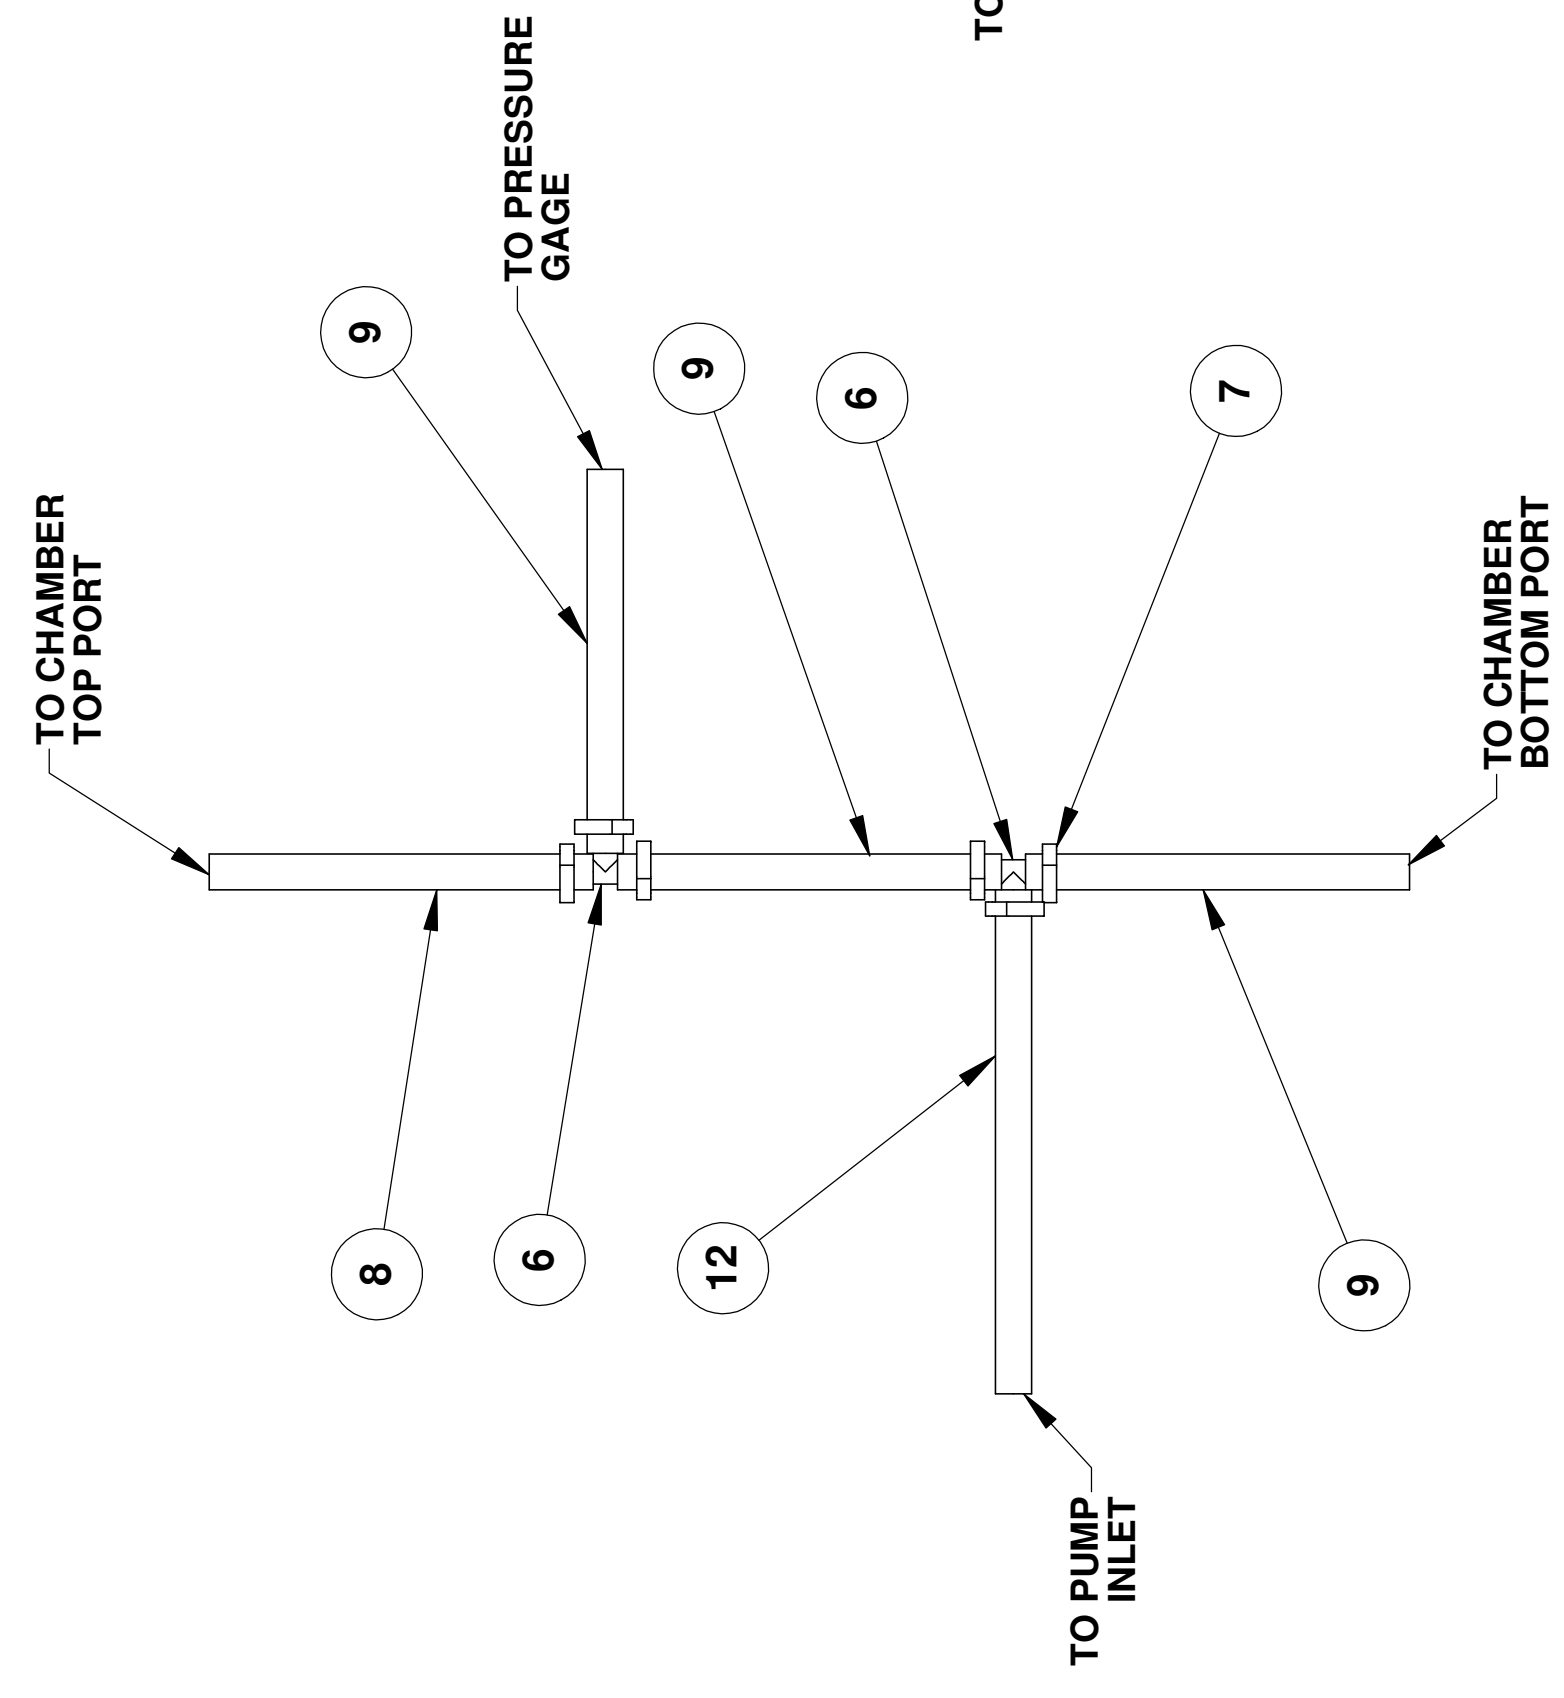 TO CHAMBER
TOP PORT
8
9
6
TO PRESSURE
GAGE
12
9
6
TO
TO PUMP
INLET
7
9
TO CHAMBER
BOTTOM PORT